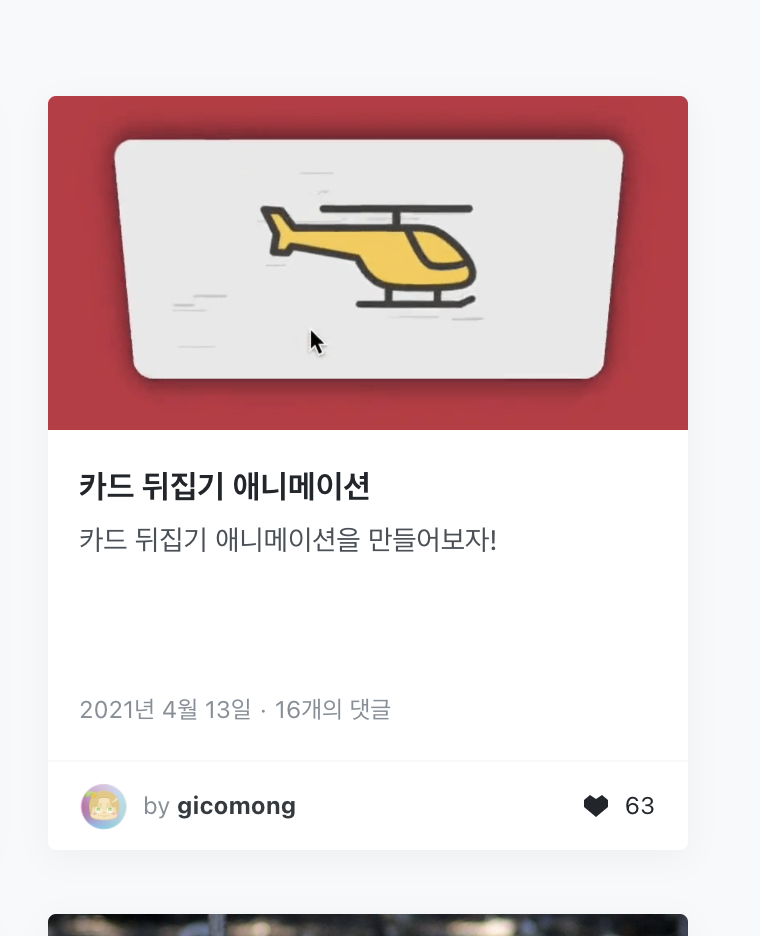 카드 뒤집기 애니메이션
카드 뒤집기 애니메이션을 만들어보자!
2021년 4월 13일 · 16개의 댓글
by gicomong
63